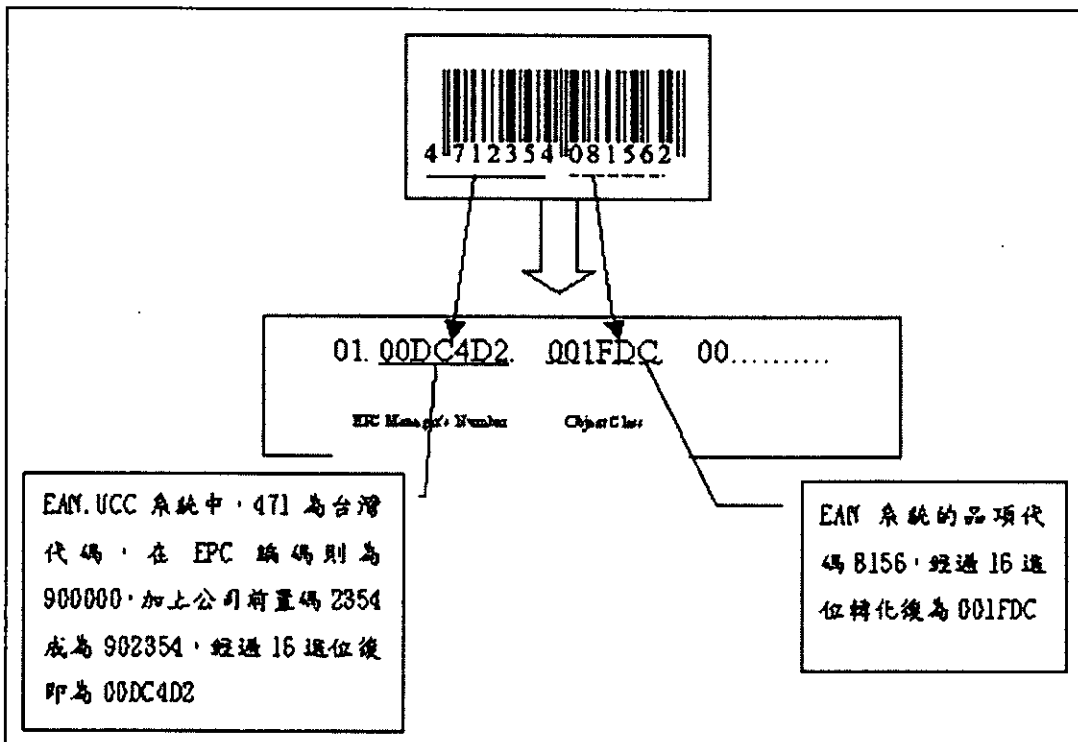 4 712354 081562
01. 00DC4D2. 001FDC 00..........
EPC Manager's Number Object Class
EAN.UCC 系統中，471 為台灣
代碼，在 EPC 編碼則為
900000，加上公司前置碼 2354
成為 902354，經過 16 進位後
即為 00DC4D2
EAN 系統的品項代
碼 8156，經過 16 進
位轉化後為 001FDC